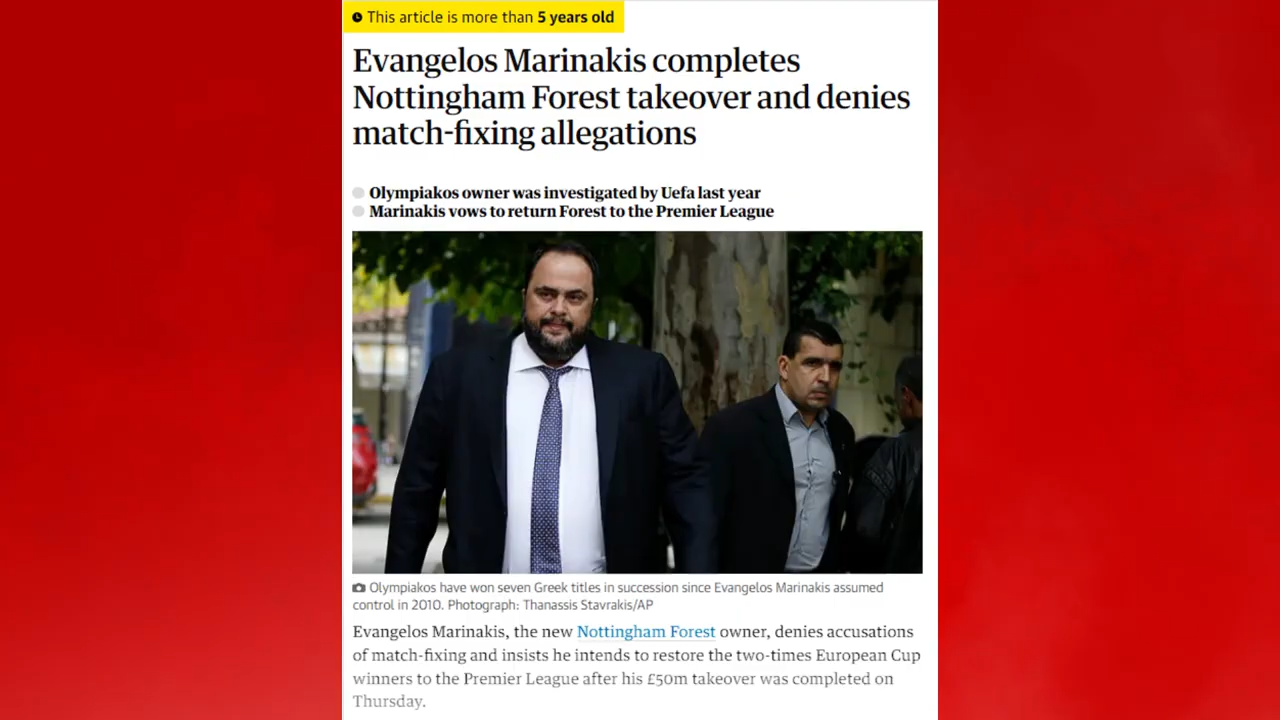 This article is more than 5 years old
Evangelos Marinakis completes
Nottingham Forest takeover and denies
match-fixing allegations
Olympiakos owner was investigated by Uefa last year
Marinakis vows to return Forest to the Premier League
Olympiakos have won seven Greek titles in succession since Evangelos Marinakis assumed
control in 2010. Photograph: Thanassis Stavrakis/AP
Evangelos Marinakis, the new Nottingham Forest owner, denies accusations
of match-fixing and insists he intends to restore the two-times European Cup
winners to the Premier League after his £50m takeover was completed on
Thursday.